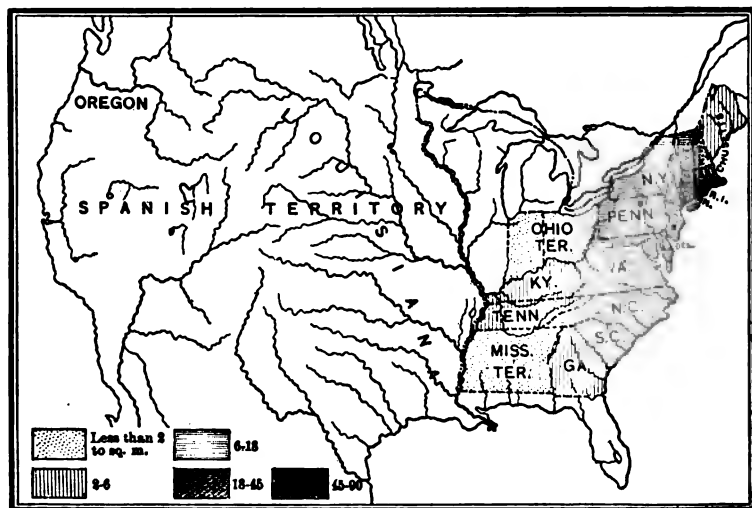 OREGON
LOUISIANA
SPANISH TERRITORY
N.Y.
R.I.
PENN
OHIO
TER.
DEL.
VA.
KY.
TENN.
N.C.
S.C.
MISS.
TER.
GA.
Less than 2
to sq. m.
6-18
2-6
18-45
45-90